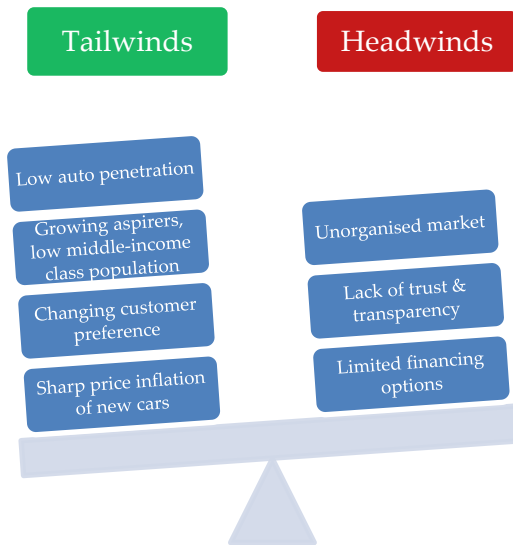 Tailwinds
Headwinds
Low auto penetration
Growing aspirers,
low middle-income
class population
Changing customer
preference
Sharp price inflation
of new cars
Unorganised market
Lack of trust &
transparency
Limited financing
options